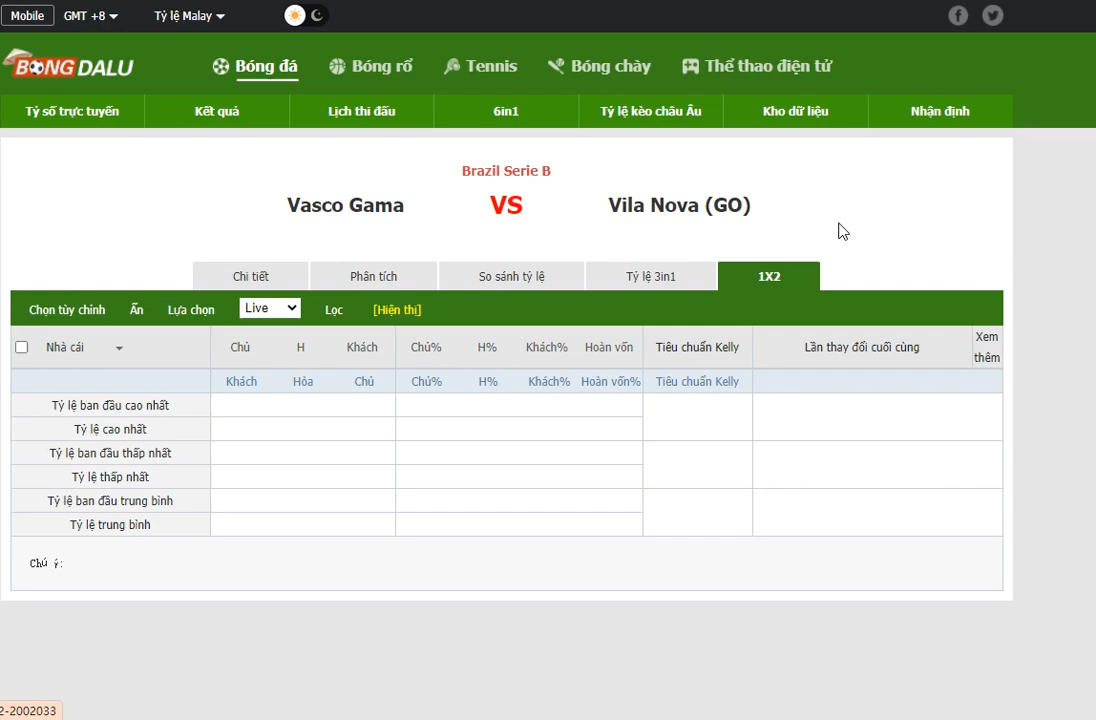 Mobile GMT +8 Tỷ lệ Malay
BONGDALU Bóng đá Bóng rổ Tennis Bóng chày Thể thao điện tử
Tỷ số trực tuyến Kết quả Lịch thi đấu 6in1 Tỷ lệ kèo châu Âu Kho dữ liệu Nhận định
Brazil Serie B
Vasco Gama VS Vila Nova (GO)
Chi tiết Phân tích So sánh tỷ lệ Tỷ lệ 3in1 1X2
Chọn tùy chỉnh Ẩn Lựa chọn Live Lọc [Hiện thị]
Nhà cái Chủ H Khách Chủ% H% Khách% Hoàn vốn Tiêu chuẩn Kelly Lần thay đổi cuối cùng Xem thêm
Khách Hòa Chủ Chủ% H% Khách% Hoàn vốn% Tiêu chuẩn Kelly
Tỷ lệ ban đầu cao nhất
Tỷ lệ cao nhất
Tỷ lệ ban đầu thấp nhất
Tỷ lệ thấp nhất
Tỷ lệ ban đầu trung bình
Tỷ lệ trung bình
Chú ý:
2-2002033